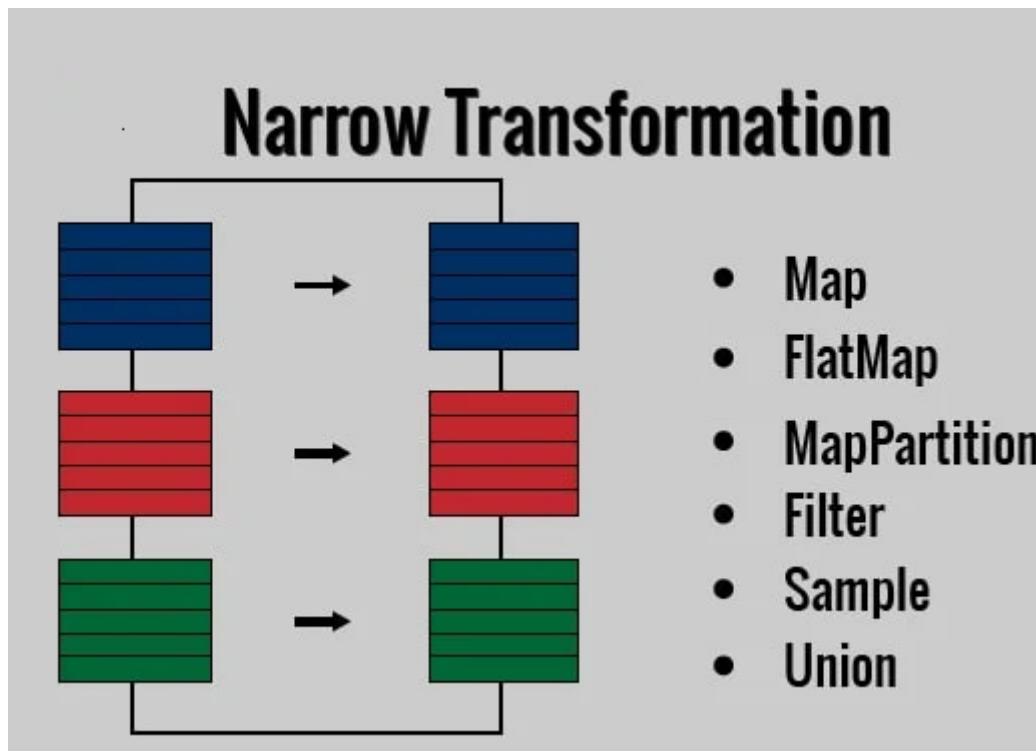 Narrow Transformation
• Map
• FlatMap
• MapPartition
• Filter
• Sample
• Union